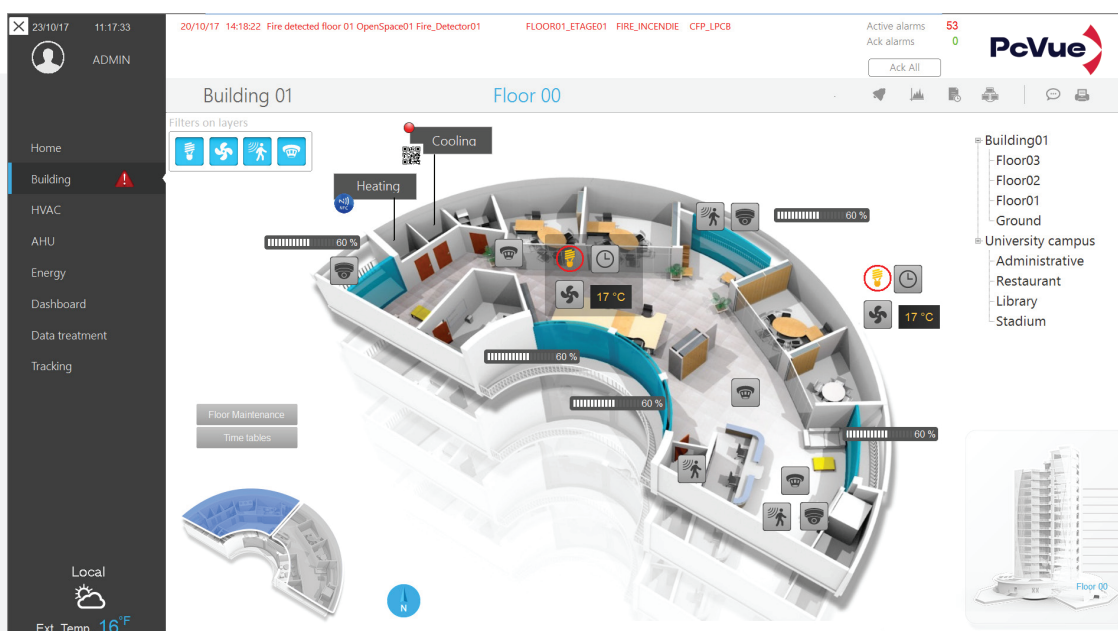 23/10/17 11:17:33
ADMIN
20/10/17 14:18:22 Fire detected floor 01 OpenSpace01 Fire_Detector01 FLOOR01_ETAGE01 FIRE_INCENDIE CFP_LPCB
Active alarms 53
Ack alarms 0
Ack All
PcVue
Building 01
Floor 00
Filters on layers
Home
Building
HVAC
AHU
Energy
Dashboard
Data treatment
Tracking
Cooling
Heating
NFC
60 %
60 %
17 °C
17 °C
60 %
60 %
60 %
Building01
Floor03
Floor02
Floor01
Ground
University campus
Administrative
Restaurant
Library
Stadium
Floor Maintenance
Time tables
N
Floor 00
Local
Ext. Temp. 16°F